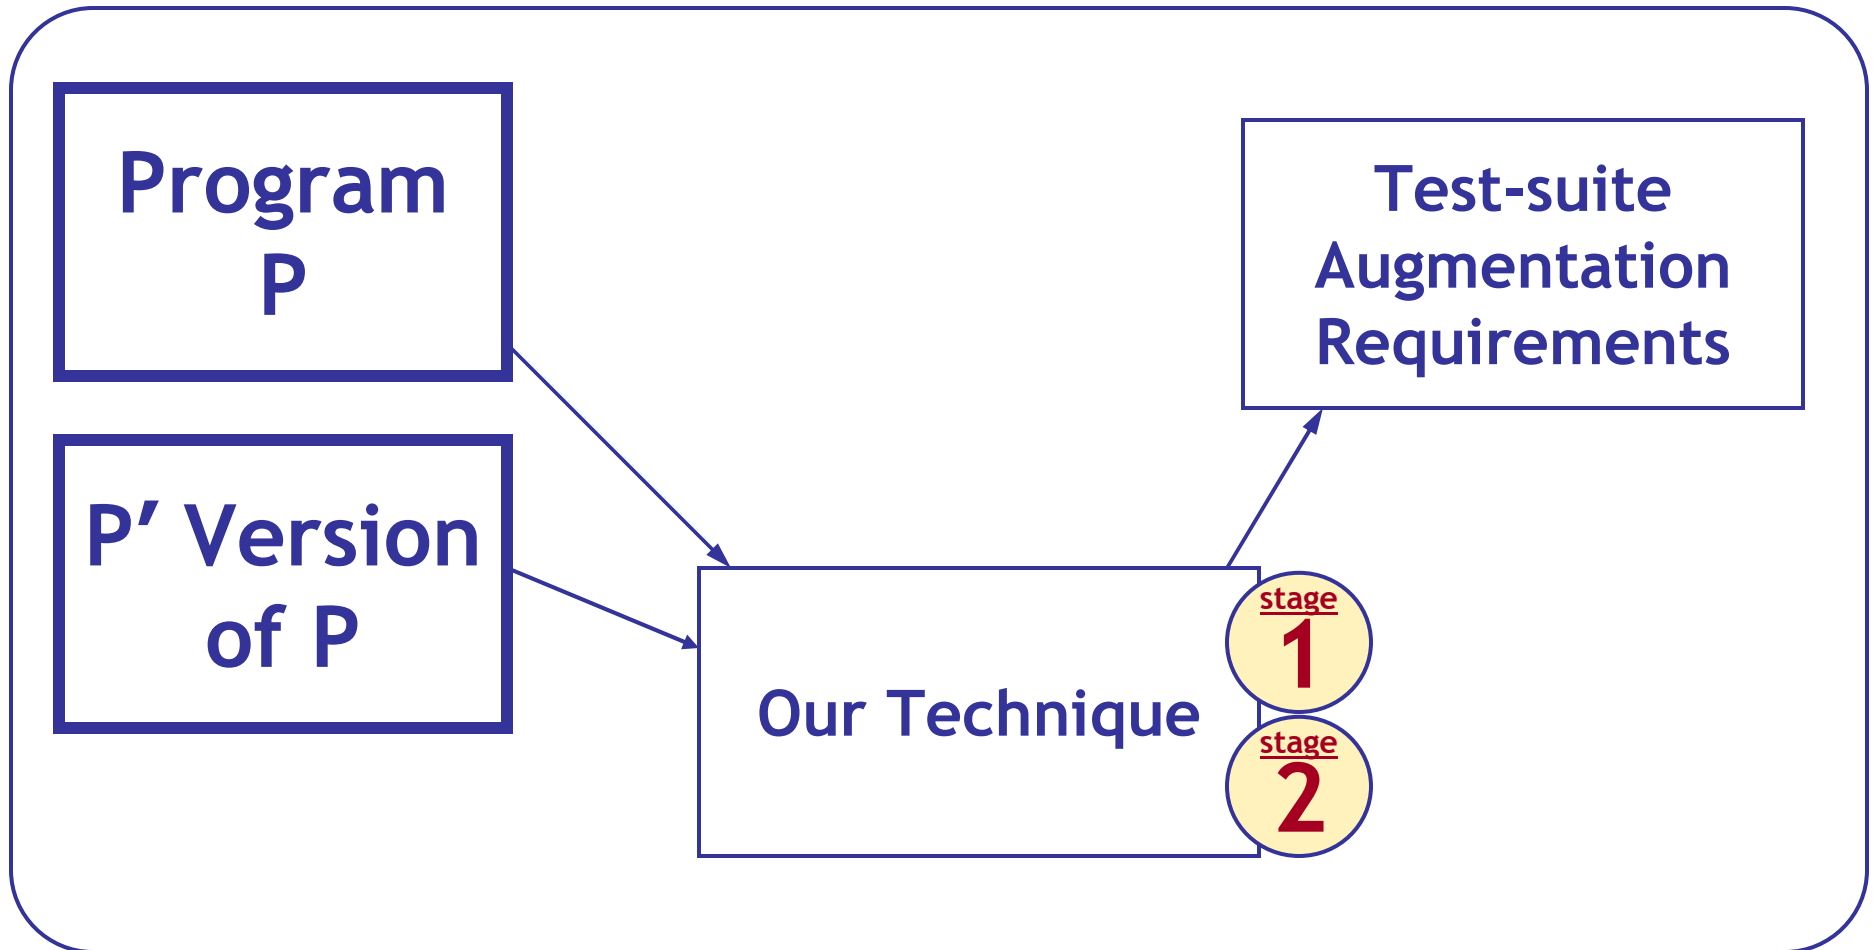 Program
P
P′ Version
of P
Our Technique
stage
1
stage
2
Test-suite
Augmentation
Requirements